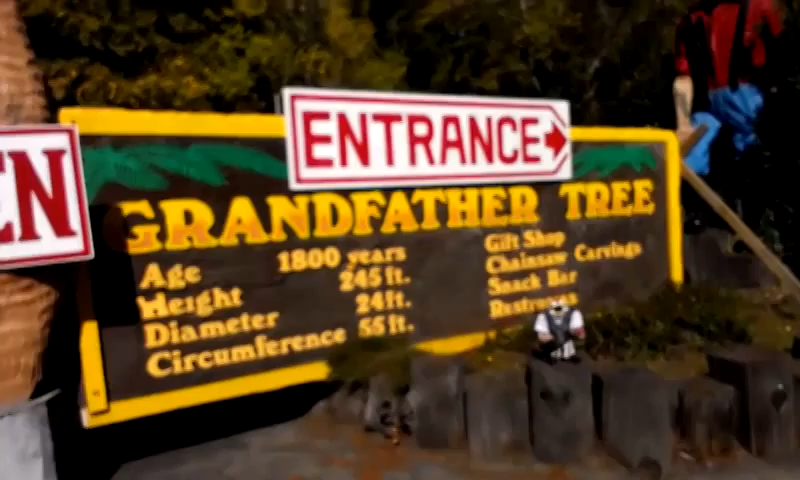 EN
ENTRANCE
GRANDFATHER TREE
Age 1800 years
Height 245 ft.
Diameter 24 ft.
Circumference 55 ft.
Gift Shop
Chainsaw Carvings
Snack Bar
Restrooms